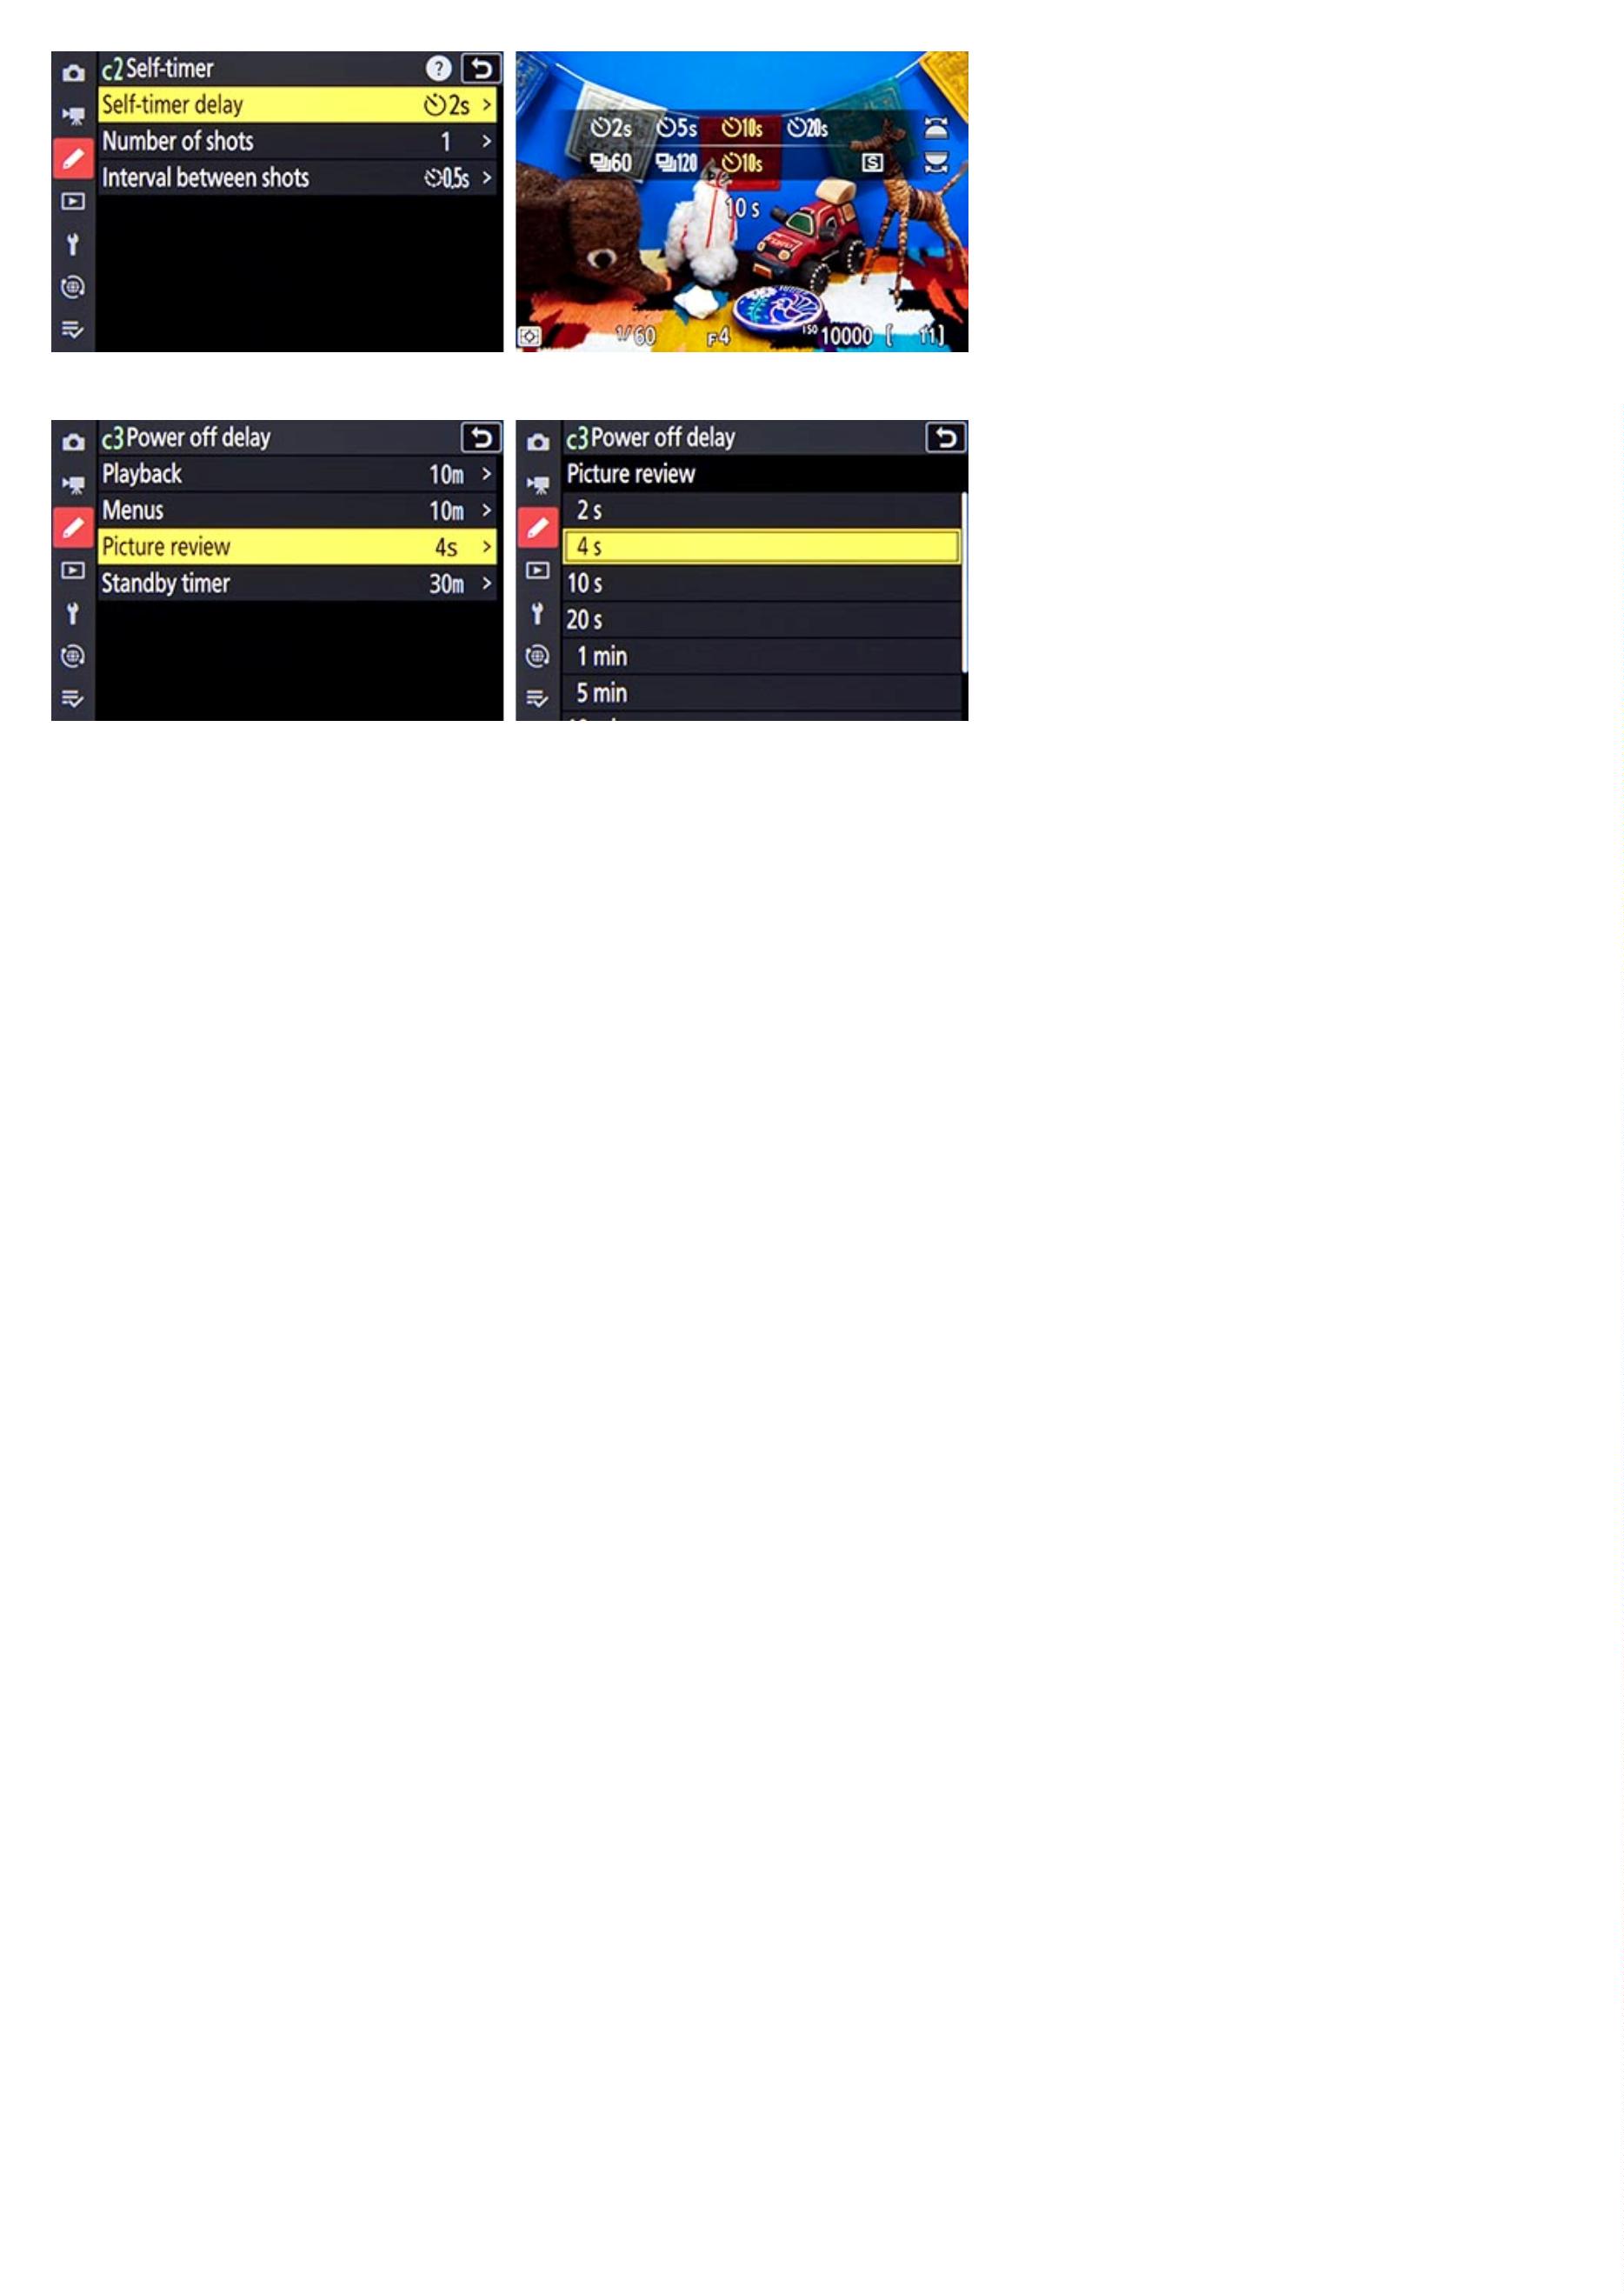 c2 Self-timer ?
Self-timer delay 2s >
Number of shots 1 >
Interval between shots 0.5s >
2s 5s 10s 20s
60 120 10s S
10 s
1/60 F4 ISO 10000 [ 11]
c3 Power off delay
Playback 10m >
Menus 10m >
Picture review 4s >
Standby timer 30m >
c3 Power off delay
Picture review
2 s
4 s
10 s
20 s
1 min
5 min